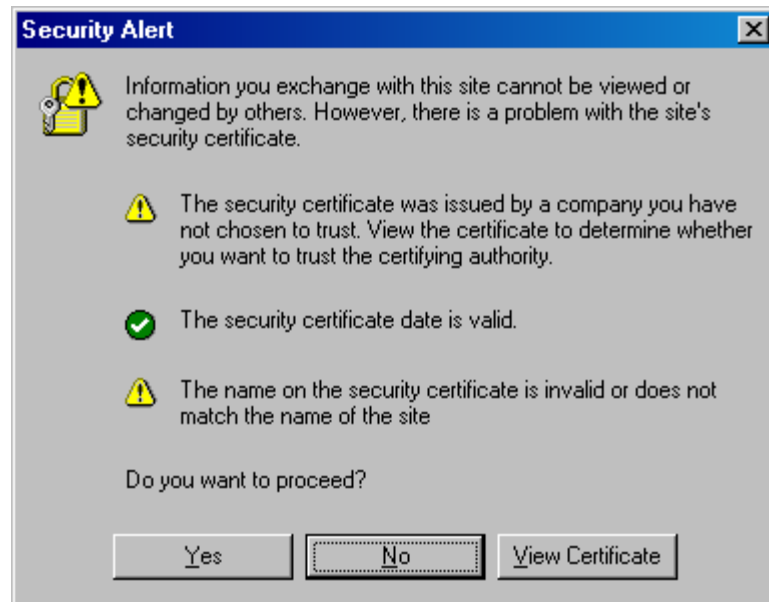 Security Alert
Information you exchange with this site cannot be viewed or
changed by others. However, there is a problem with the site's
security certificate.
The security certificate was issued by a company you have
not chosen to trust. View the certificate to determine whether
you want to trust the certifying authority.
The security certificate date is valid.
The name on the security certificate is invalid or does not
match the name of the site
Do you want to proceed?
Yes
No
View Certificate